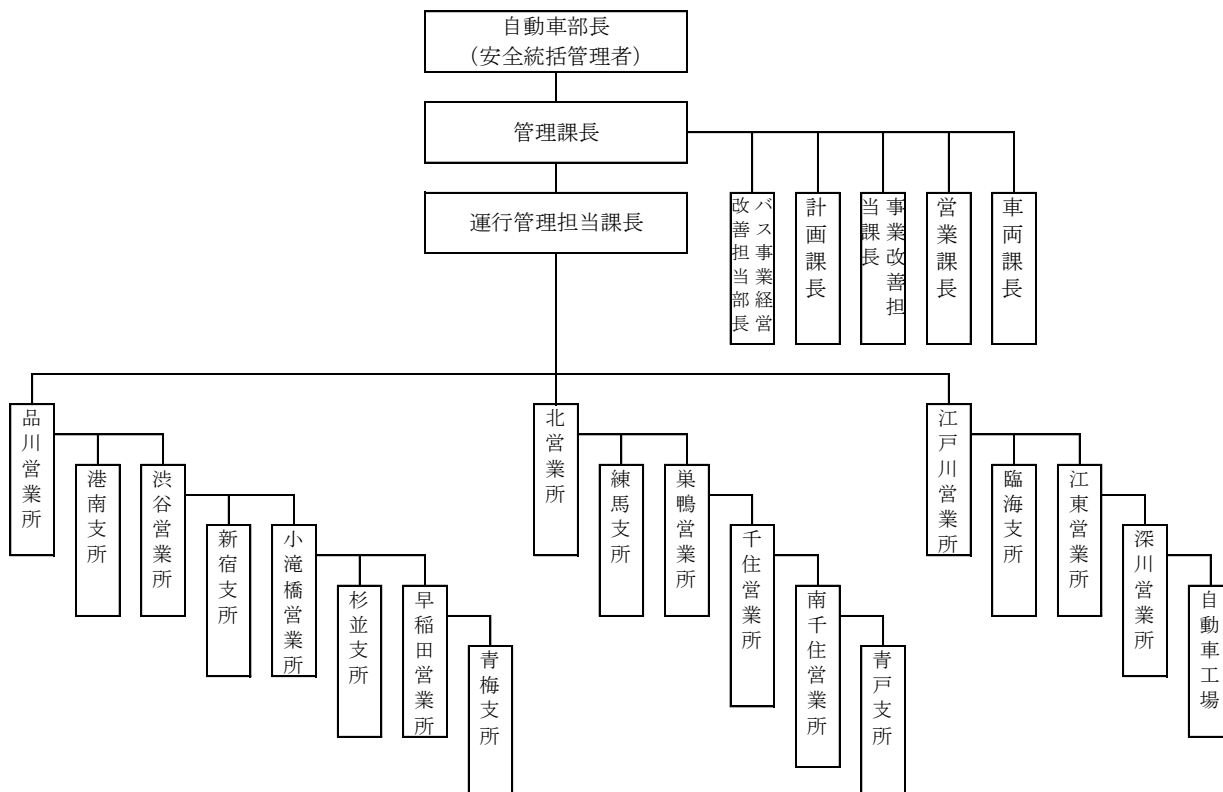 自動車部長
（安全統括管理者）
管理課長
運行管理担当課長
バス事業経営
改善担当部長
計画課長
事業改善担
当課長
営業課長
車両課長
品川営業所
港南支所
渋谷営業所
新宿支所
小滝橋営業所
杉並支所
早稲田営業所
青梅支所
北営業所
練馬支所
巣鴨営業所
千住営業所
南千住営業所
青戸支所
江戸川営業所
臨海支所
江東営業所
深川営業所
自動車工場